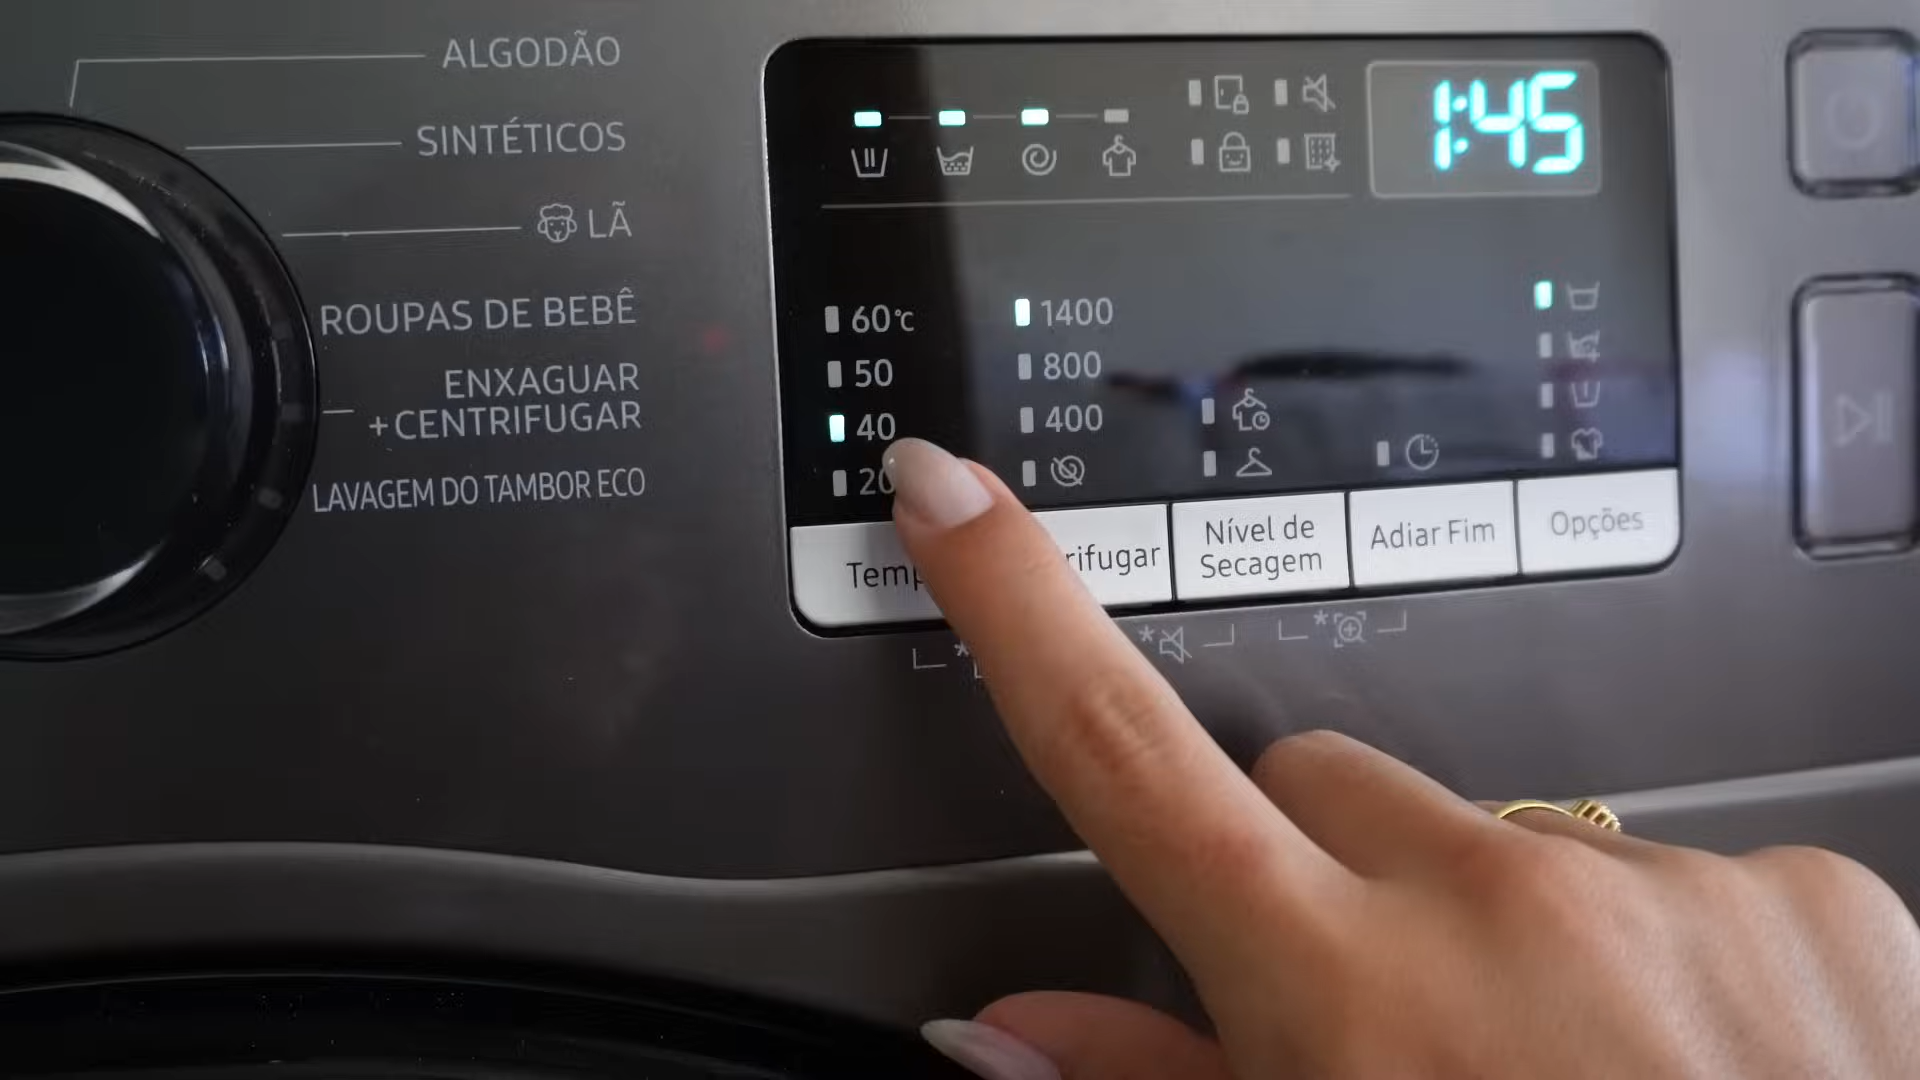 ALGODÃO
SINTÉTICOS
LÃ
ROUPAS DE BEBÊ
ENXAGUAR
+CENTRIFUGAR
LAVAGEM DO TAMBOR ECO
1:45
60°C
50
40
20
1400
800
400
Temp
rifugar
Nível de
Secagem
Adiar Fim
Opções